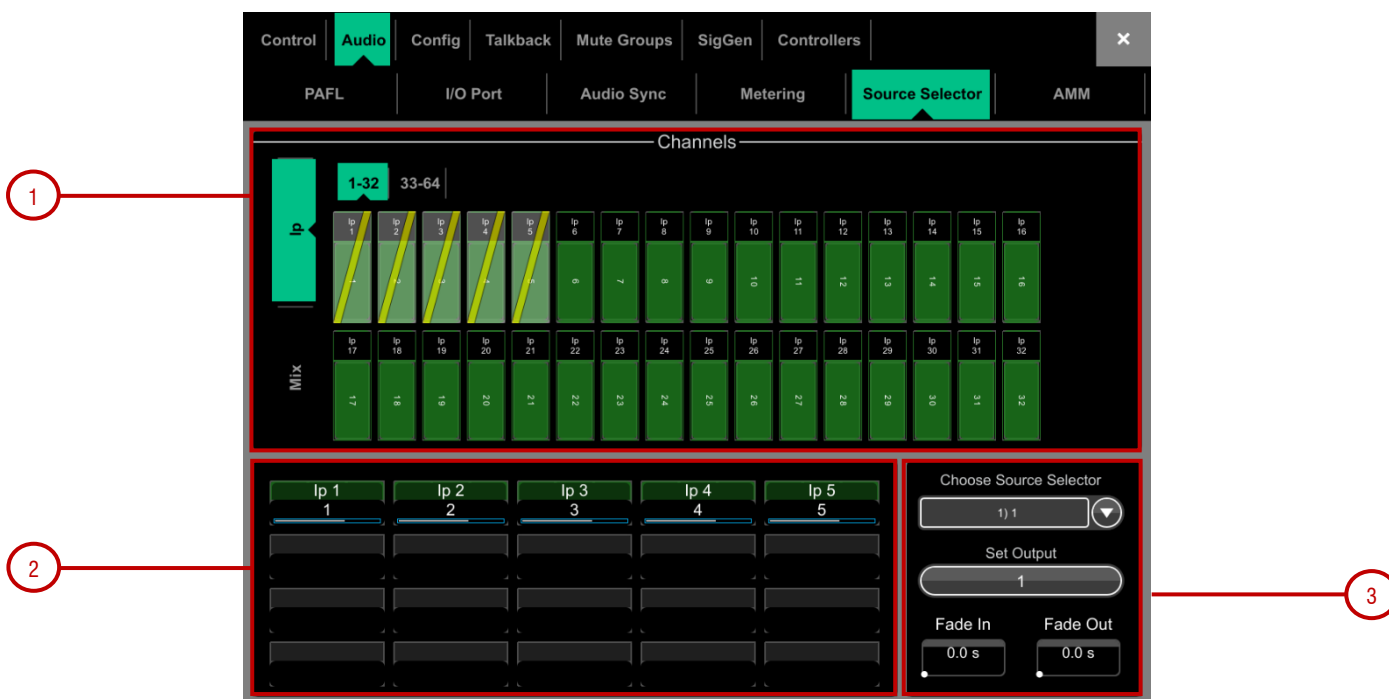 Control Audio Config Talkback Mute Groups SigGen Controllers ×
PAFL I/O Port Audio Sync Metering Source Selector AMM
Channels
1
Ip
1-32 33-64
Ip Ip Ip Ip Ip Ip Ip Ip Ip Ip Ip Ip Ip Ip Ip Ip
1 2 3 4 5 6 7 8 9 10 11 12 13 14 15 16
1 2 3 4 5 6 7 8 9 10 11 12 13 14 15 16
Ip Ip Ip Ip Ip Ip Ip Ip Ip Ip Ip Ip Ip Ip Ip Ip
17 18 19 20 21 22 23 24 25 26 27 28 29 30 31 32
Mix
17 18 19 20 21 22 23 24 25 26 27 28 29 30 31 32
2
Ip 1 Ip 2 Ip 3 Ip 4 Ip 5
1 2 3 4 5
Choose Source Selector
1) 1
Set Output
1
Fade In Fade Out
0.0 s 0.0 s
3